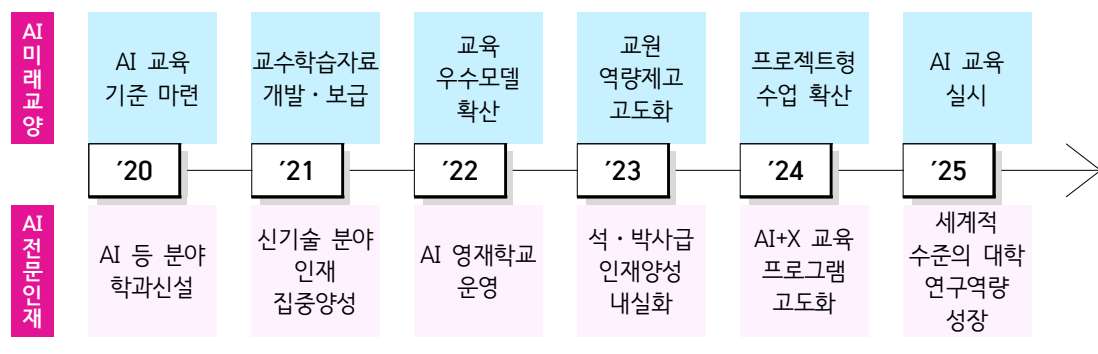 AI
미
래
교
양
AI 교육
기준 마련
교수학습자료
개발・보급
교육
우수모델
확산
교원
역량제고
고도화
프로젝트형
수업 확산
AI 교육
실시
´20
´21
´22
´23
´24
´25
AI
전
문
인
재
AI 등 분야
학과신설
신기술 분야
인재
집중양성
AI 영재학교
운영
석・박사급
인재양성
내실화
AI+X 교육
프로그램
고도화
세계적
수준의 대학
연구역량
성장